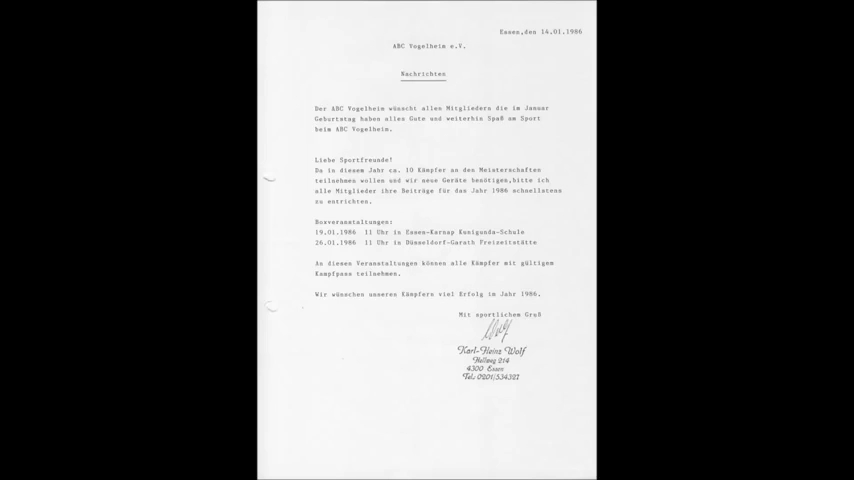 Essen,den 14.01.1986
ABC Vogelheim e.V.
Nachrichten
Der ABC Vogelheim wünscht allen Mitgliedern die im Januar
Geburtstag haben alles Gute und weiterhin Spaß am Sport
beim ABC Vogelheim.
Liebe Sportfreunde!
Da in diesem Jahr ca. 10 Kämpfer an den Meisterschaften
teilnehmen wollen und wir neue Geräte benötigen,bitte ich
alle Mitglieder ihre Beiträge für das Jahr 1986 schnellstens
zu entrichten.
Boxveranstaltungen:
19.01.1986 11 Uhr in Essen-Karnap Kunigunda-Schule
26.01.1986 11 Uhr in Düsseldorf-Garath Freizeitstätte
An diesen Veranstaltungen können alle Kämpfer mit gültigem
Kampfpass teilnehmen.
Wir wünschen unseren Kämpfern viel Erfolg im Jahr 1986.
Mit sportlichem Gruß
Wolf
Karl-Heinz Wolf
Hellweg 214
4300 Essen
Tel.: 0201/534327